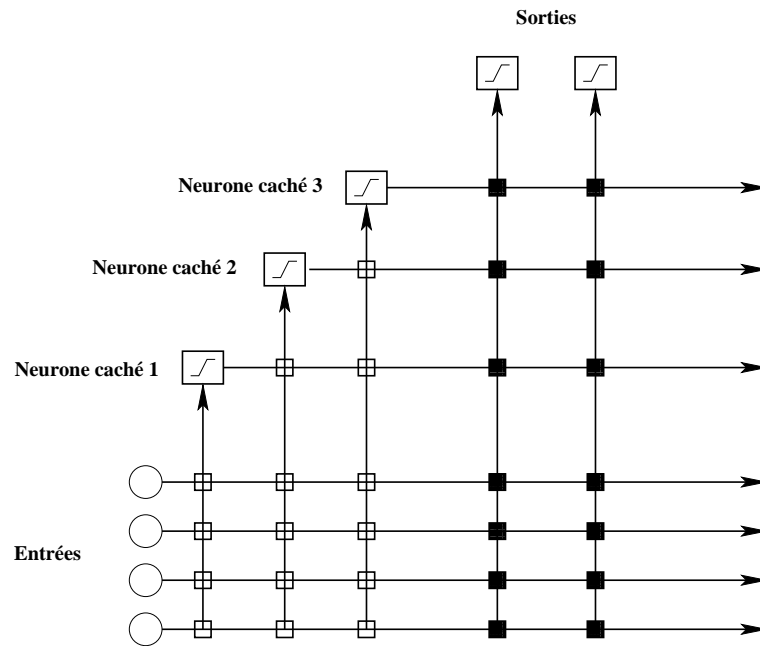 Sorties
Neurone caché 3
Neurone caché 2
Neurone caché 1
Entrées